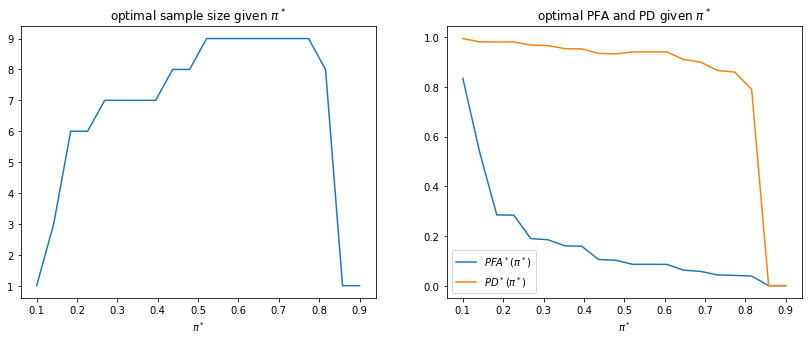 optimal sample size given π*
9
8
7
6
5
4
3
2
1
0.1 0.2 0.3 0.4 0.5 0.6 0.7 0.8 0.9
π*
optimal PFA and PD given π*
1.0
0.8
0.6
0.4
0.2
0.0
PFA*(π*)
PD*(π*)
0.1 0.2 0.3 0.4 0.5 0.6 0.7 0.8 0.9
π*